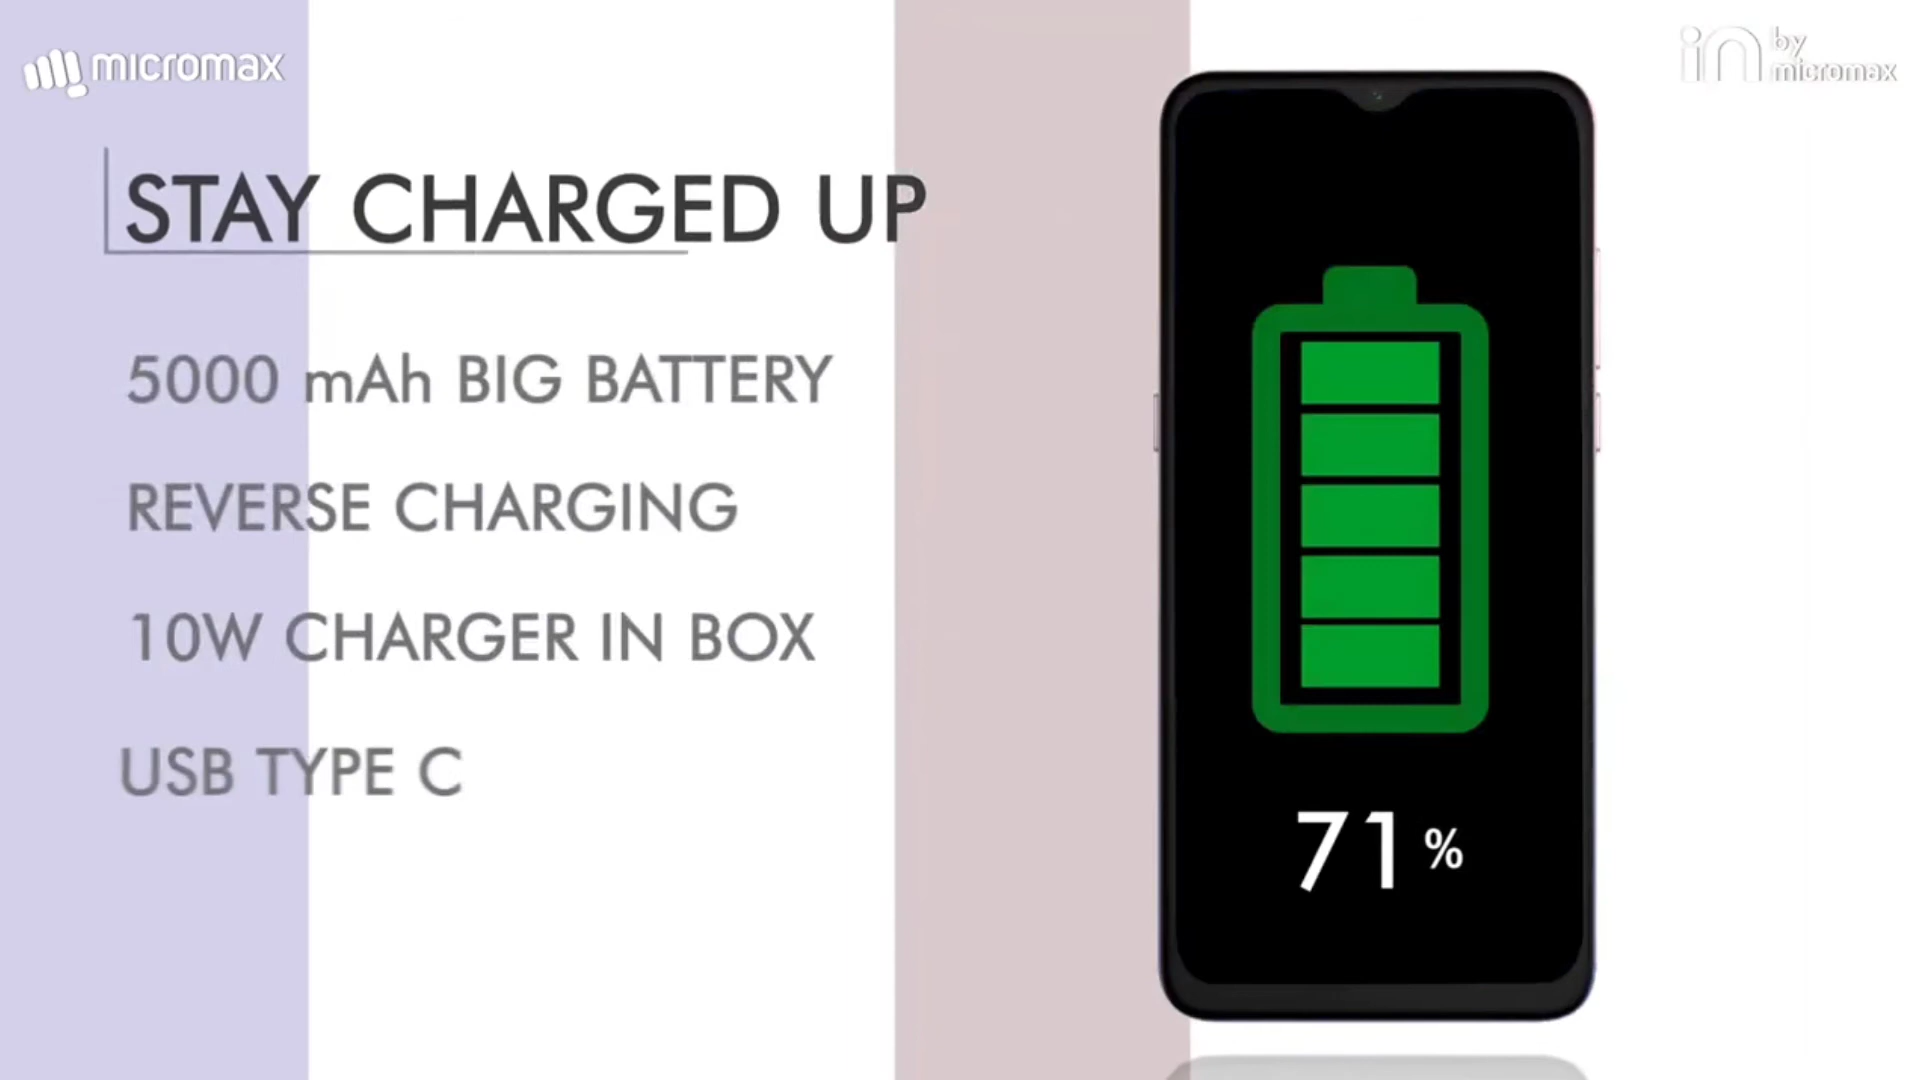 micromax
in by micromax
STAY CHARGED UP
5000 mAh BIG BATTERY
REVERSE CHARGING
10W CHARGER IN BOX
USB TYPE C
71 %